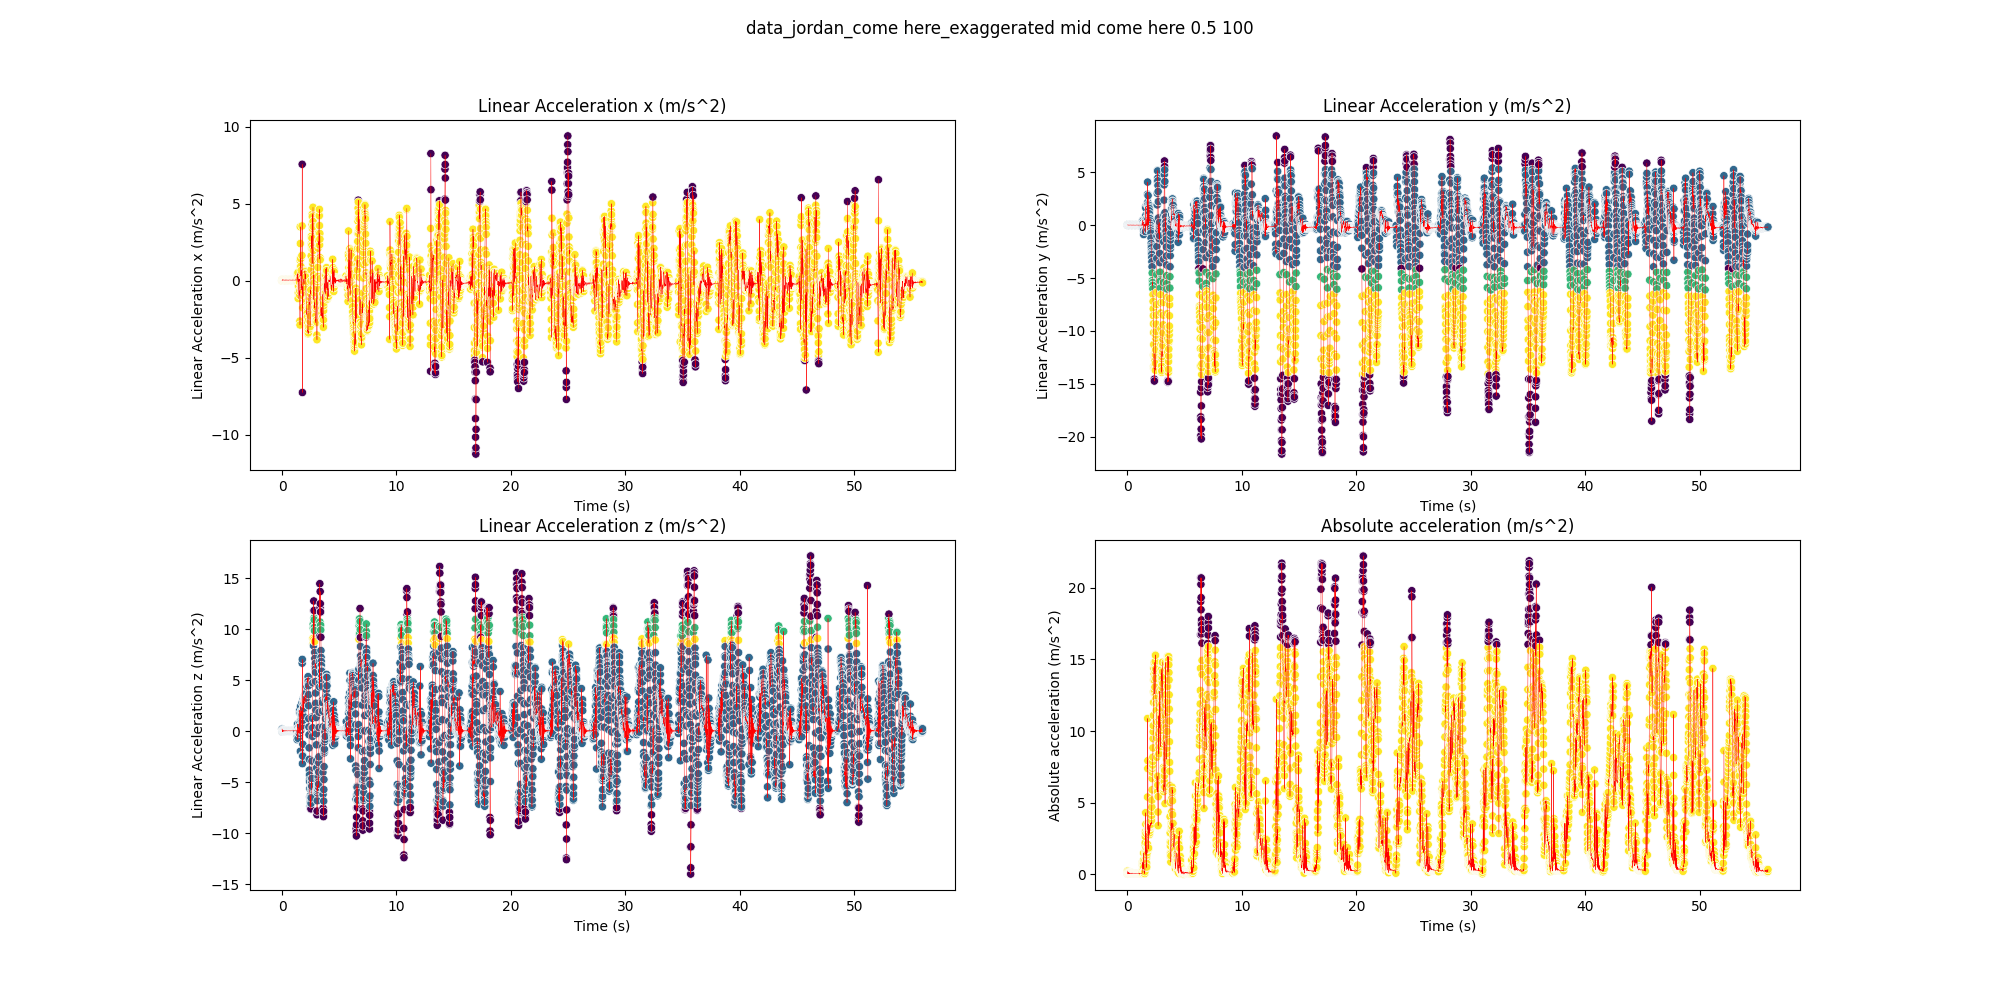 data_jordan_come here_exaggerated mid come here 0.5 100
Linear Acceleration x (m/s^2)
Linear Acceleration x (m/s^2)
10
5
0
−5
−10
0 10 20 30 40 50
Time (s)
Linear Acceleration y (m/s^2)
Linear Acceleration y (m/s^2)
5
0
−5
−10
−15
−20
0 10 20 30 40 50
Time (s)
Linear Acceleration z (m/s^2)
Linear Acceleration z (m/s^2)
15
10
5
0
−5
−10
−15
0 10 20 30 40 50
Time (s)
Absolute acceleration (m/s^2)
Absolute acceleration (m/s^2)
20
15
10
5
0
0 10 20 30 40 50
Time (s)